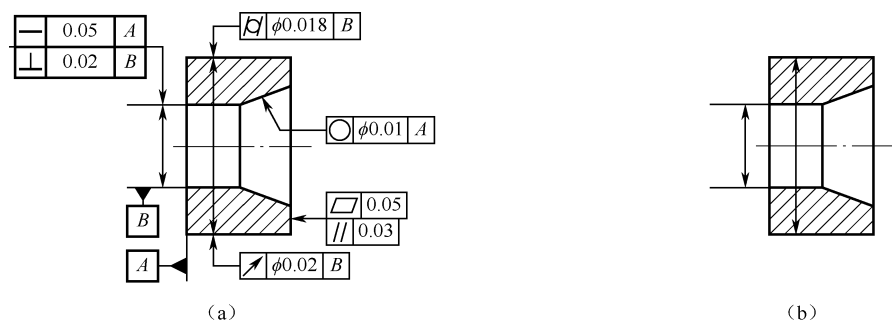 — 0.05 A
⊥ 0.02 B
⌭ ϕ0.018 B
○ ϕ0.01 A
B
▱ 0.05
// 0.03
A
↗ ϕ0.02 B
（a）
（b）